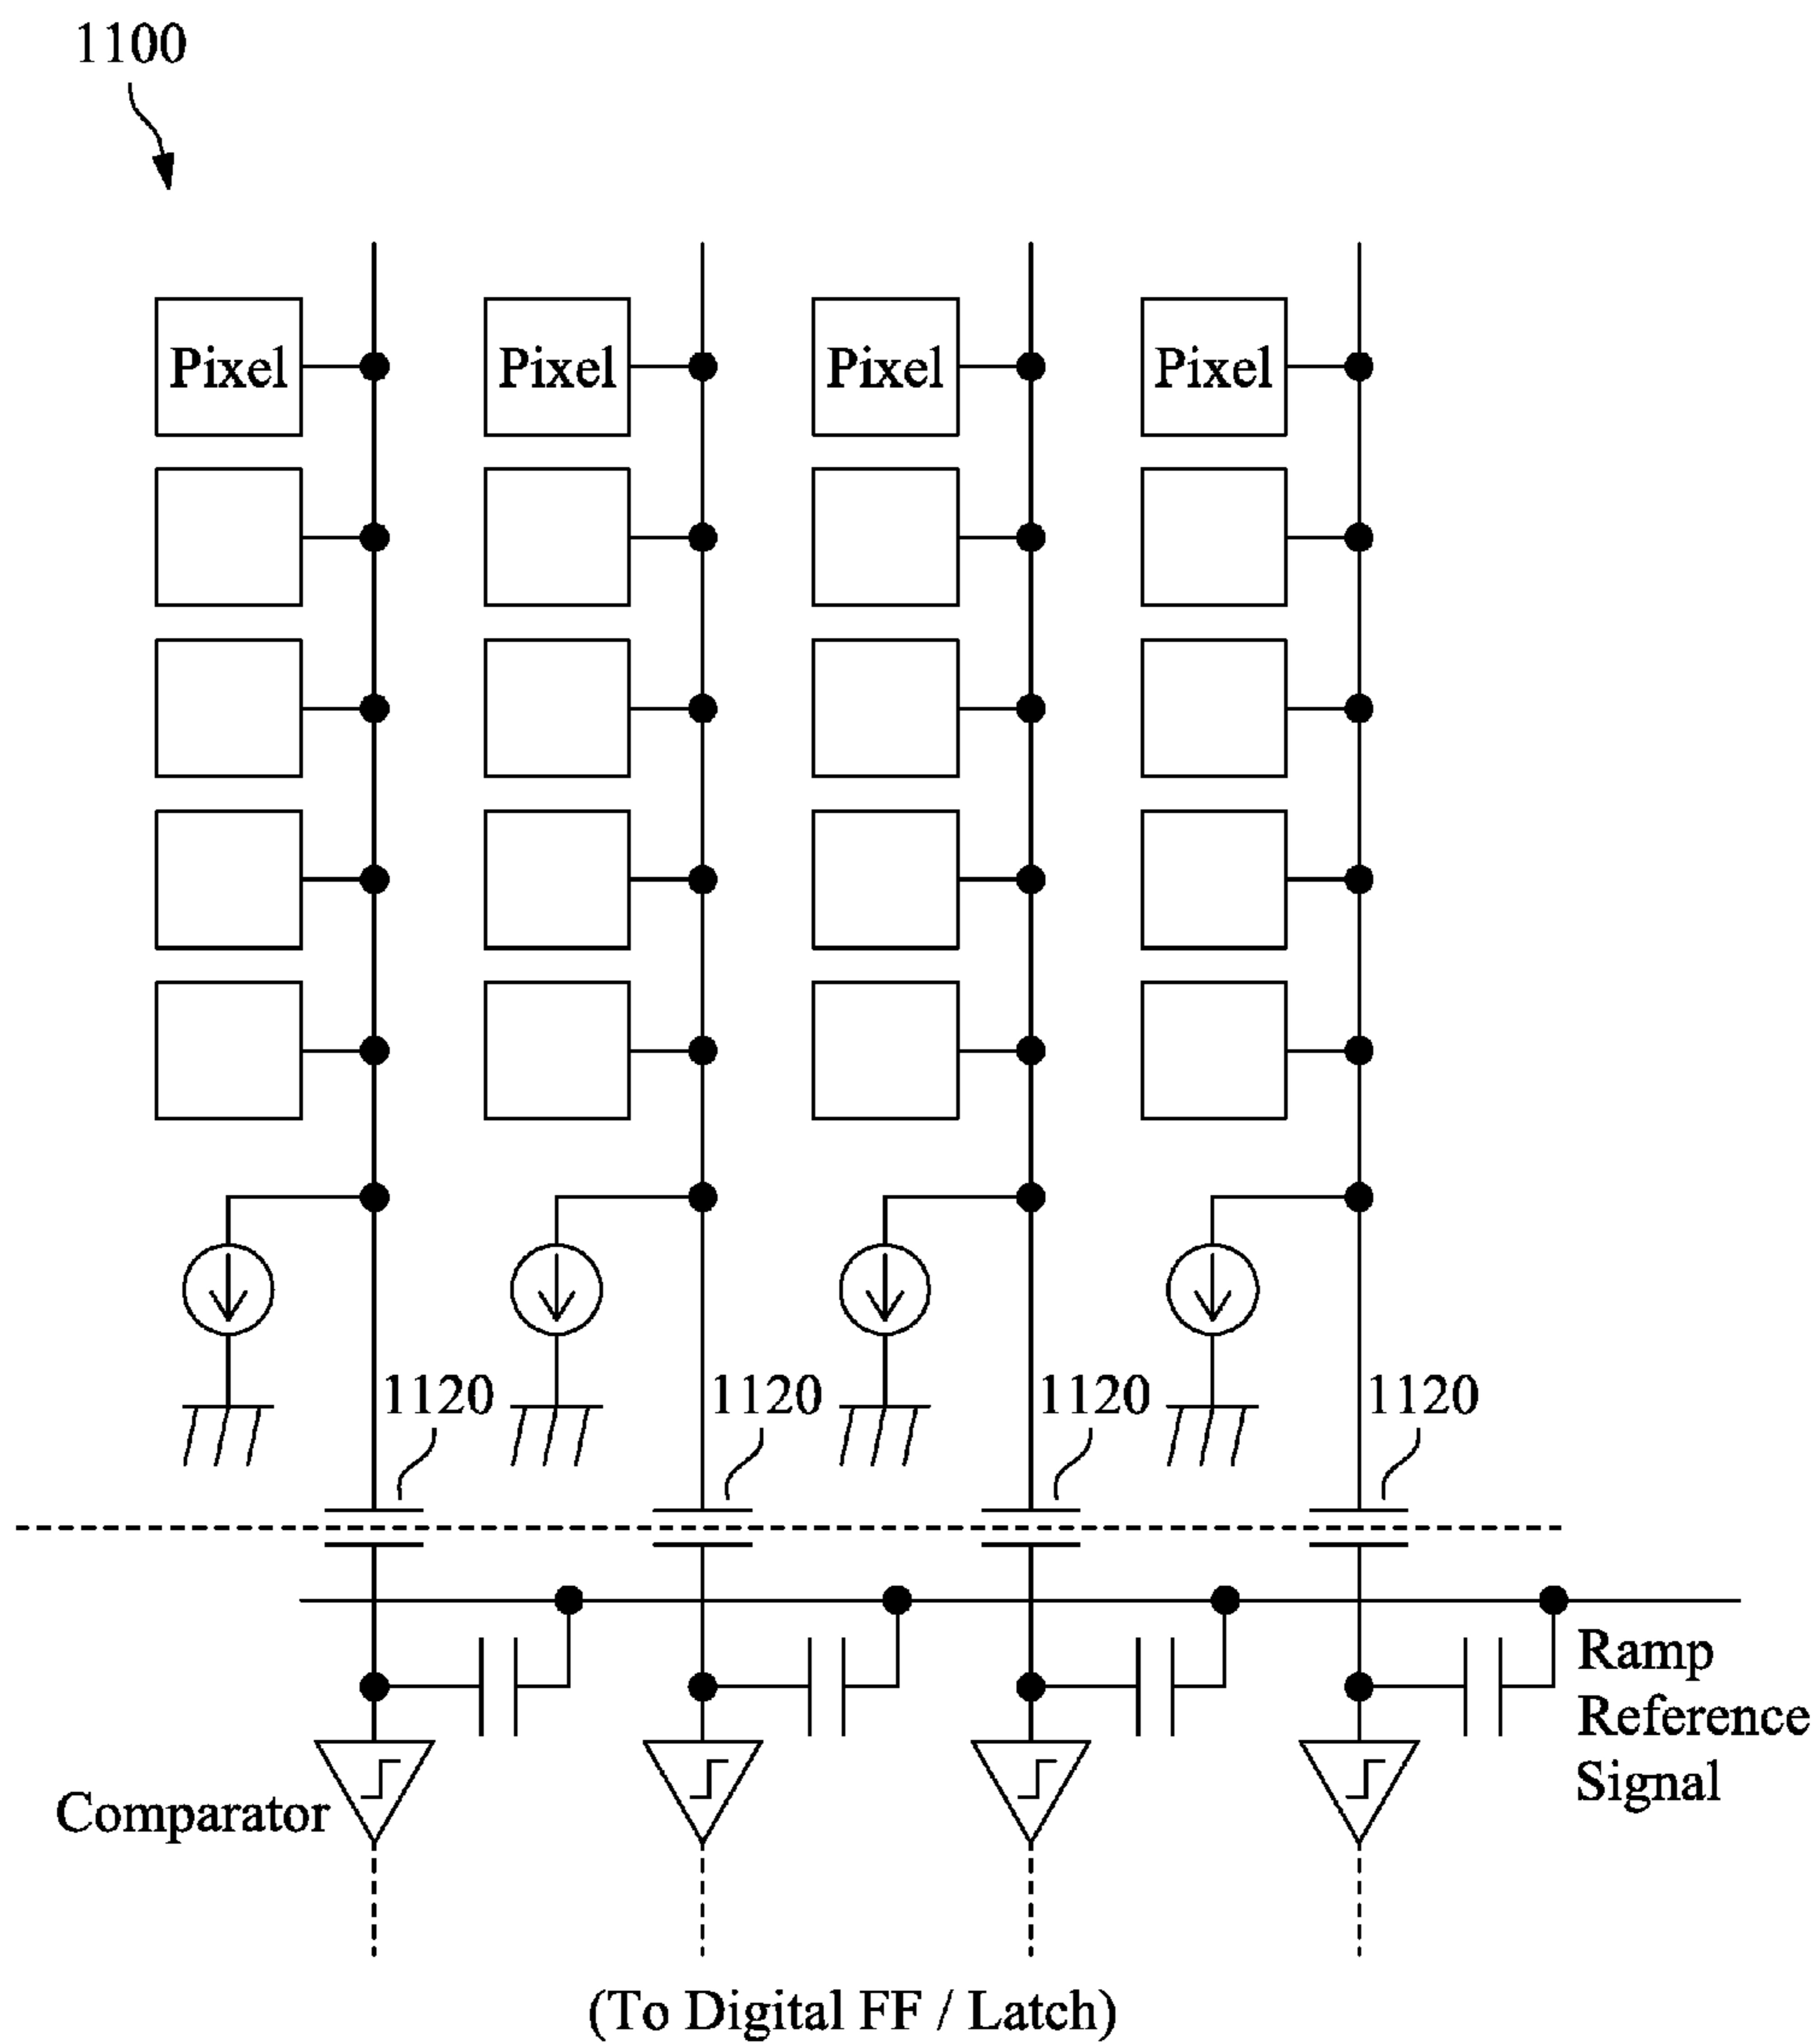 1100
Pixel Pixel Pixel Pixel
1120 1120 1120 1120
Ramp
Reference
Signal
Comparator
(To Digital FF / Latch)